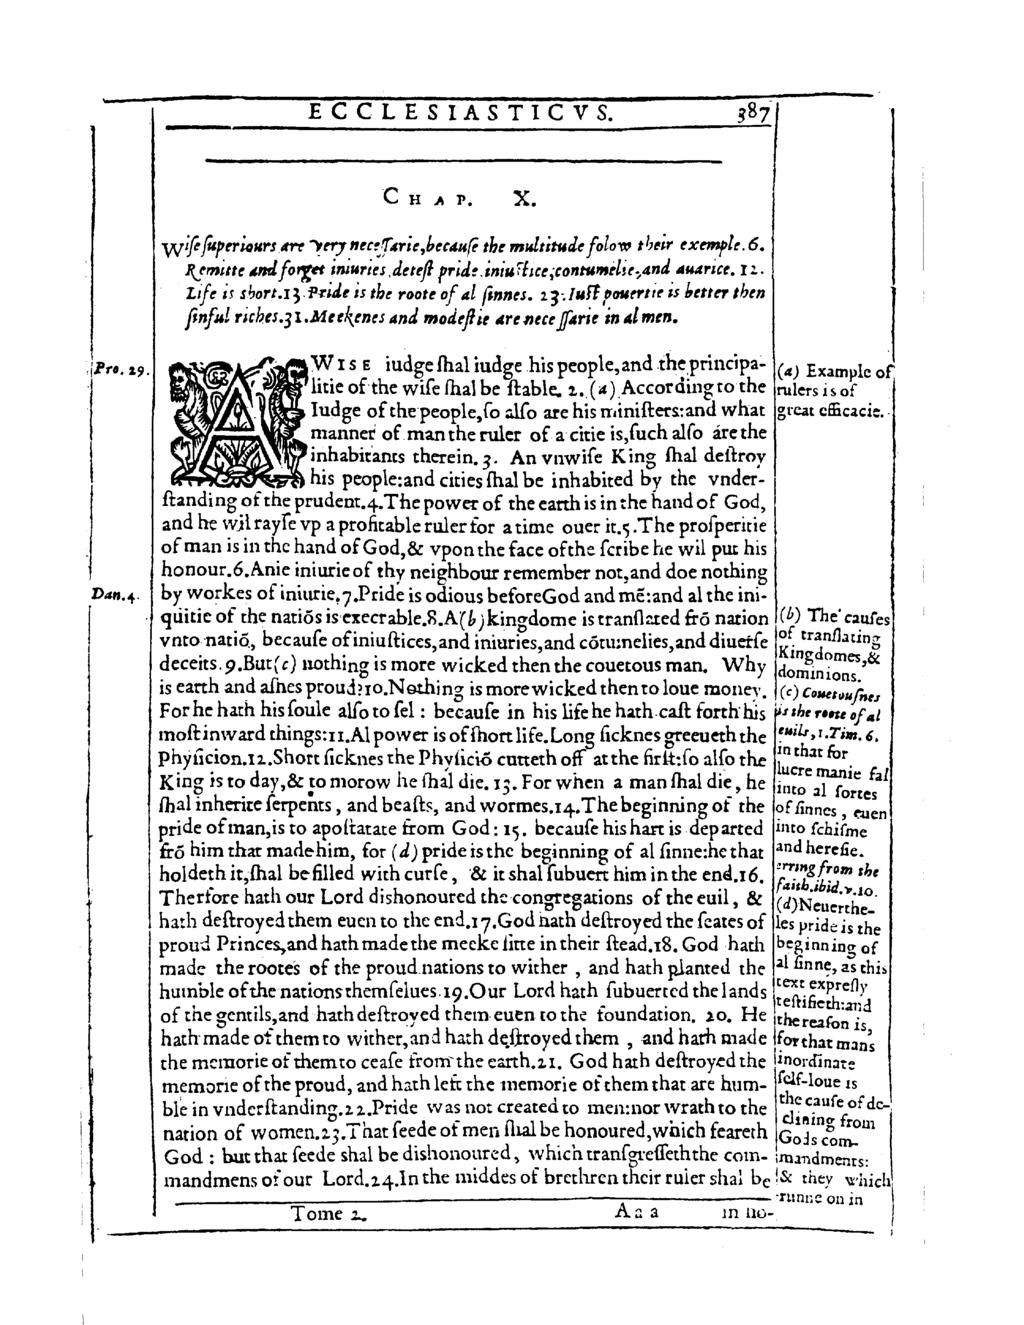 ECCLESIASTICVS. 387
CHAP. X.
Wiſe ſuperiours are very neceſſarie, becauſe the multitude folow their exemple. 6.
Remitte and forget iniuries, deteſt pride, iniuſtice, contumelie, and auarice. 12.
Life is short. 13. Pride is the roote of al ſinnes. 23. Iuſt pouertie is better then
ſinful riches. 31. Meekenes and modeſtie are neceſſarie in al men.
Pro. 29.
A WISE iudge ſhal iudge his people, and the principa-
litie of the wiſe ſhal be ſtable. 2. (a) According to the
Iudge of the people, ſo alſo are his miniſters: and what
manner of man the ruler of a citie is, ſuch alſo are the
inhabitants therein. 3. An vnwiſe King ſhal deſtroy
his people: and cities ſhal be inhabited by the vnder-
ſtanding of the prudent. 4. The power of the earth is in the hand of God,
and he wil rayſe vp a profitable ruler for a time ouer it. 5. The proſperitie
of man is in the hand of God, & vpon the face of the ſcribe he wil put his
honour. 6. Anie iniurie of thy neighbour remember not, and doe nothing
by workes of iniurie. 7. Pride is odious before God and mē: and al the ini-
quitie of the natiōs is execrable. 8. A (b) kingdome is tranſlated frō nation
vnto natiō, becauſe of iniuſtices, and iniuries, and cōtumelies, and diuerſe
deceits. 9. But (c) nothing is more wicked then the couetous man. Why
is earth and aſhes proud? 10. Nothing is more wicked then to loue money.
For he hath his ſoule alſo to ſel: becauſe in his life he hath caſt forth his
moſt inward things: 11. Al power is of ſhort life. Long ſicknes greeueth the
Phyſicion. 12. Short ſicknes the Phyſiciō cutteth off at the firſt: ſo alſo the
King is to day, & to morow he ſhal die. 13. For when a man ſhal die, he
ſhal inherite ſerpents, and beaſts, and wormes. 14. The beginning of the
pride of man, is to apoſtatate from God: 15. becauſe his hart is departed
frō him that made him, for (d) pride is the beginning of al ſinne: he that
holdeth it, ſhal be filled with curſe, & it shal ſubuert him in the end. 16.
Therfore hath our Lord dishonoured the congregations of the euil, &
hath deſtroyed them euen to the end. 17. God hath deſtroyed the ſeates of
proud Princes, and hath made the meeke ſitte in their ſtead. 18. God hath
made the rootes of the proud nations to wither, and hath planted the
humble of the nations themſelues. 19. Our Lord hath ſubuerted the lands
of the gentils, and hath deſtroyed them euen to the foundation. 20. He
hath made of them to wither, and hath deſtroyed them, and hath made
the memorie of them to ceaſe from the earth. 21. God hath deſtroyed the
memorie of the proud, and hath left the memorie of them that are hum-
ble in vnderſtanding. 22. Pride was not created to men: nor wrath to the
nation of women. 23. That ſeede of men ſhal be honoured, which feareth
God: but that ſeede shal be dishonoured, which tranſgreſſeth the com-
mandmens of our Lord. 24. In the middes of brethren their ruler shal be
Dan. 4.
(a) Example of
rulers is of
great efficacie.
(b) The cauſes
of tranſlating
Kingdomes, &
dominions.
(c) Couetouſnes
is the roote of al
euils, 1. Tim. 6.
in that for
lucre manie fal
into al ſortes
of ſinnes, euen
into ſchiſme
and hereſie.
erring from the
faith. ibid. v. 10.
(d) Neuerthe-
les pride is the
beginning of
al ſinne, as this
text expreſly
teſtifieth: and
the reaſon is,
for that mans
inordinate
ſelf-loue is
the cauſe of de-
clining from
Gods com-
mandments:
& they which
runne on in
Tome 2. Aaa in no-